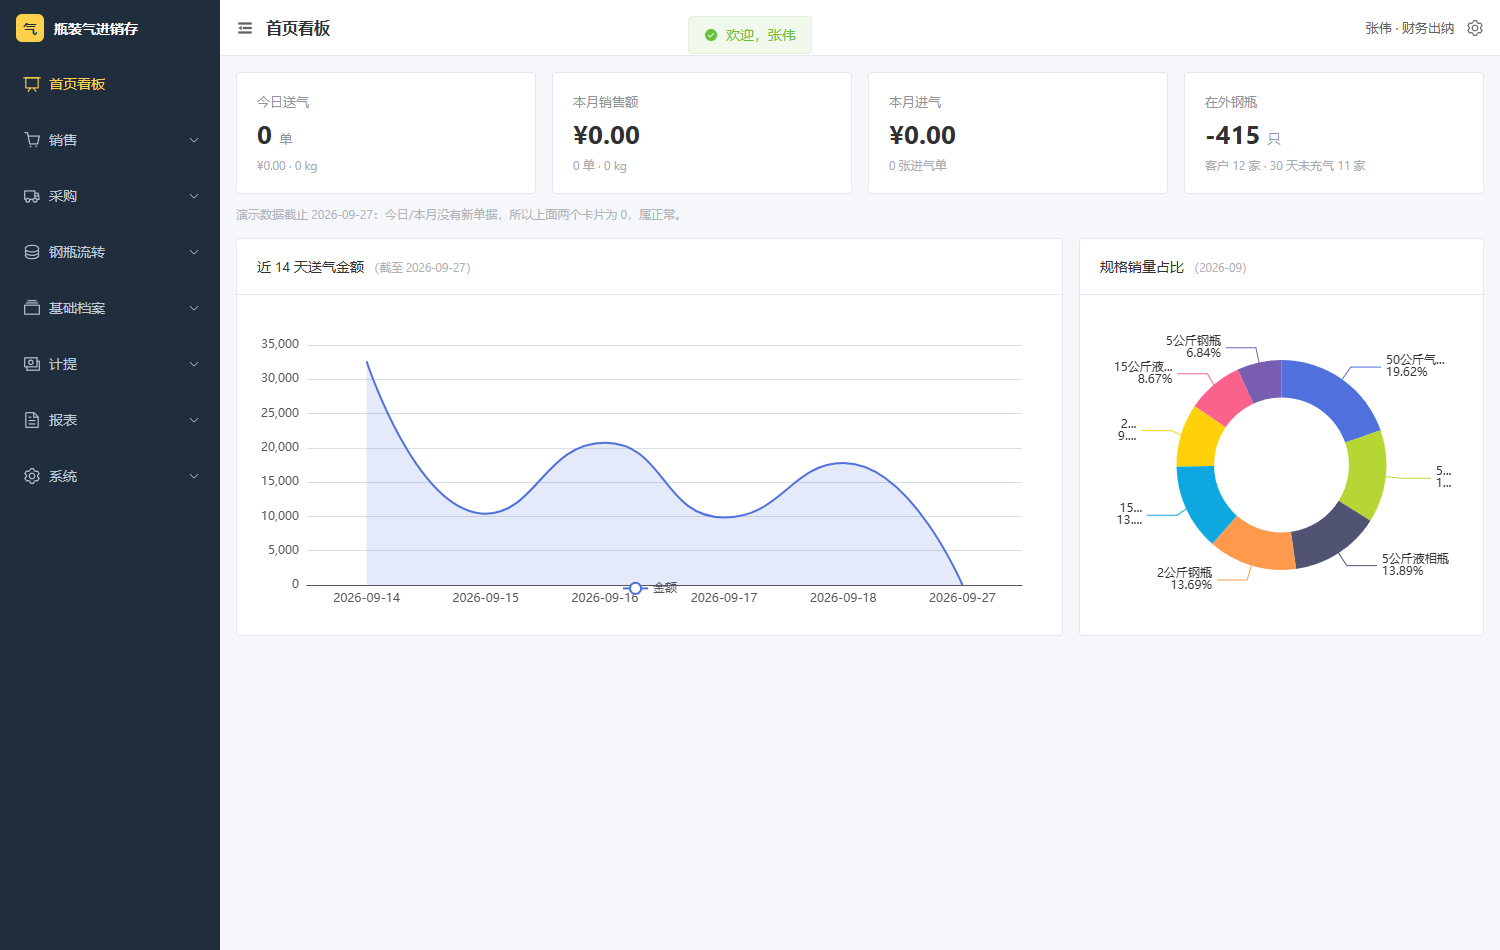 气 瓶装气进销存
首页看板
销售
采购
钢瓶流转
基础档案
计提
报表
系统
首页看板
欢迎，张伟
张伟 · 财务出纳
今日送气
0 单
¥0.00 · 0 kg
本月销售额
¥0.00
0 单 · 0 kg
本月进气
¥0.00
0 张进气单
在外钢瓶
-415 只
客户 12 家 · 30 天未充气 11 家
演示数据截止 2026-09-27：今日/本月没有新单据，所以上面两个卡片为 0，属正常。
近 14 天送气金额 (截至 2026-09-27)
35,000
30,000
25,000
20,000
15,000
10,000
5,000
0
2026-09-14 2026-09-15 2026-09-16 2026-09-17 2026-09-18 2026-09-27
金额
规格销量占比 (2026-09)
5公斤钢瓶
6.84%
50公斤气...
19.62%
15公斤液...
8.67%
2...
9....
5...
1...
15...
13....
5公斤液相瓶
13.89%
2公斤钢瓶
13.69%